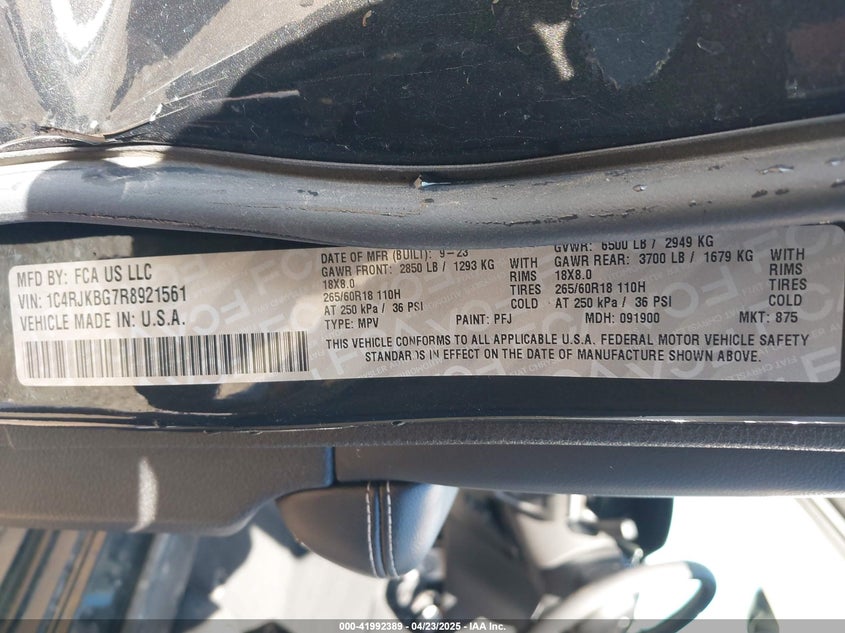 MFD BY: FCA US LLC
VIN: 1C4RJKBG7R8921561
VEHICLE MADE IN: U.S.A.
DATE OF MFR (BUILT): 9-23
GAWR FRONT: 2850 LB / 1293 KG WITH
18X8.0 RIMS
265/60R18 110H TIRES
AT 250 kPa / 36 PSI COLD
GVWR: 6500 LB / 2949 KG
GAWR REAR: 3700 LB / 1679 KG WITH
18X8.0 RIMS
265/60R18 110H TIRES
AT 250 kPa / 36 PSI COLD
TYPE: MPV PAINT: PFJ MDH: 091900 MKT: 875
THIS VEHICLE CONFORMS TO ALL APPLICABLE U.S.A. FEDERAL MOTOR VEHICLE SAFETY
STANDARDS IN EFFECT ON THE DATE OF MANUFACTURE SHOWN ABOVE.
000-41992389 - 04/23/2025 - IAA Inc.